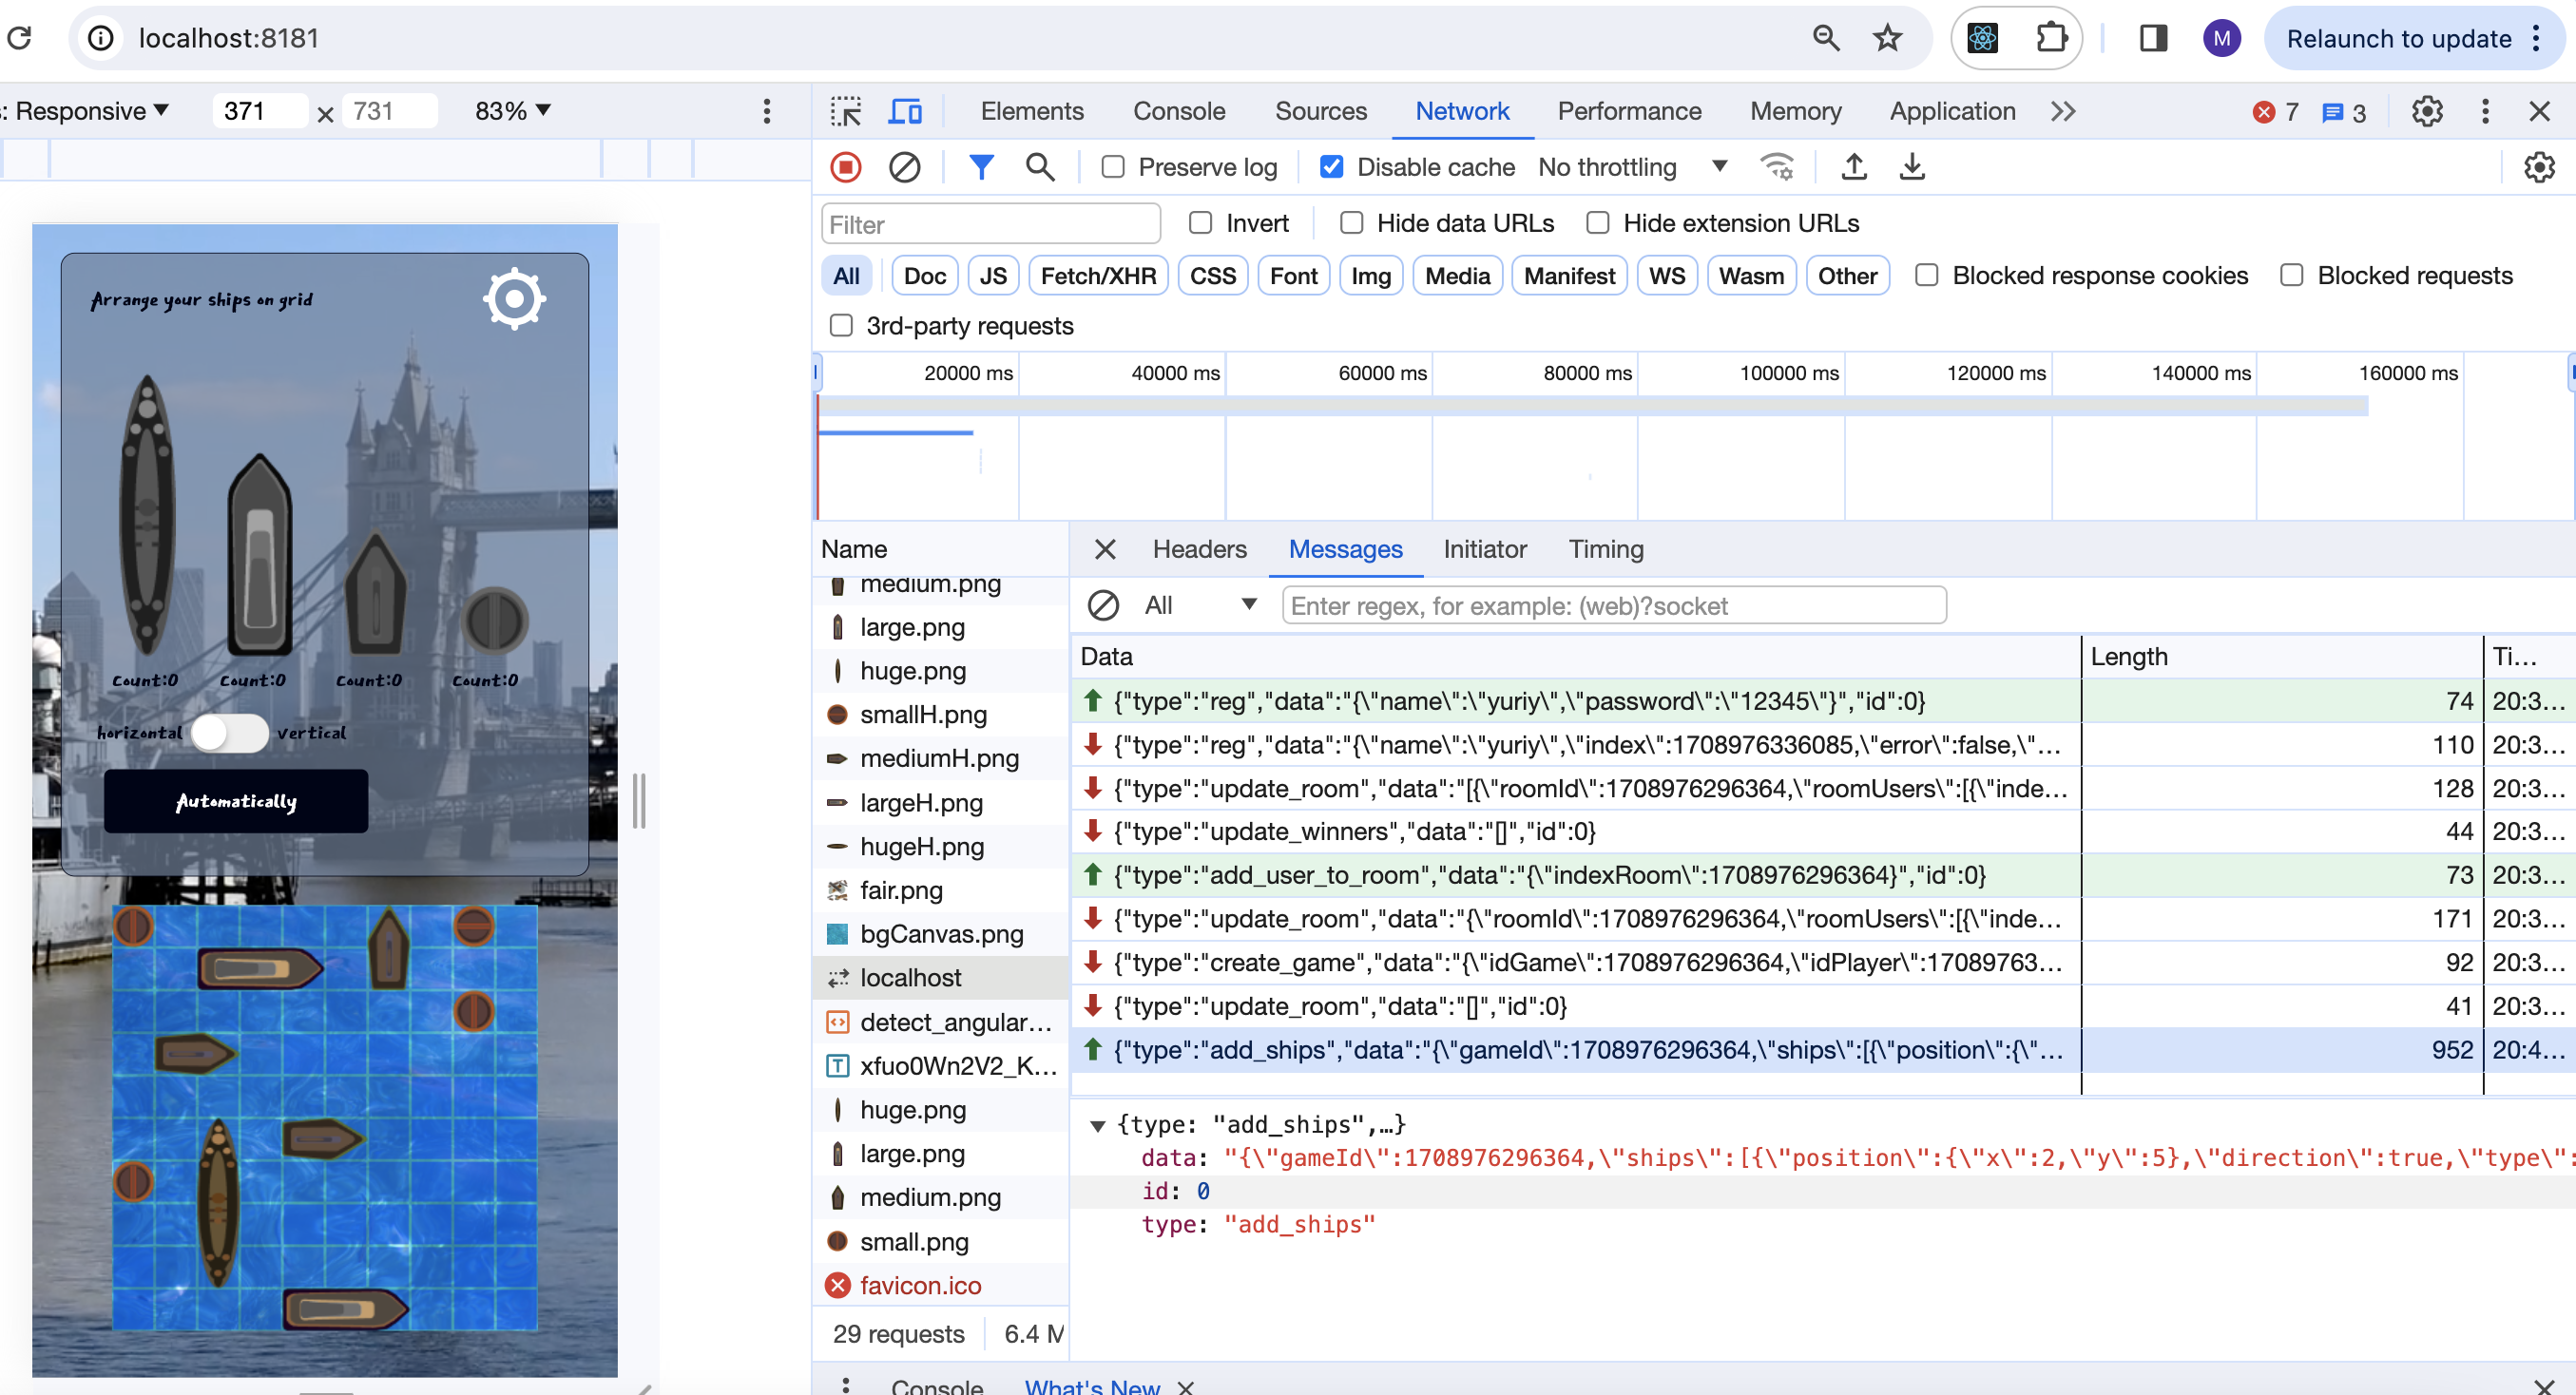 localhost:8181
M
Relaunch to update
: Responsive
371 × 731
83%
Elements Console Sources Network Performance Memory Application
7
3
Preserve log
Disable cache
No throttling
Filter
Invert
Hide data URLs
Hide extension URLs
All Doc JS Fetch/XHR CSS Font Img Media Manifest WS Wasm Other
Blocked response cookies
Blocked requests
3rd-party requests
20000 ms 40000 ms 60000 ms 80000 ms 100000 ms 120000 ms 140000 ms 160000 ms
Arrange your ships on grid
Count:0 Count:0 Count:0 Count:0
horizontal vertical
Automatically
Name
medium.png
large.png
huge.png
smallH.png
mediumH.png
largeH.png
hugeH.png
fair.png
bgCanvas.png
localhost
detect_angular…
xfuo0Wn2V2_K…
huge.png
large.png
medium.png
small.png
favicon.ico
29 requests 6.4 M
Headers Messages Initiator Timing
All
Enter regex, for example: (web)?socket
Data Length Ti…
{"type":"reg","data":"{\"name\":\"yuriy\",\"password\":\"12345\"}","id":0} 74 20:3…
{"type":"reg","data":"{\"name\":\"yuriy\",\"index\":1708976336085,\"error\":false,\"… 110 20:3…
{"type":"update_room","data":"[{\"roomId\":1708976296364,\"roomUsers\":[{\"inde… 128 20:3…
{"type":"update_winners","data":"[]","id":0} 44 20:3…
{"type":"add_user_to_room","data":"{\"indexRoom\":1708976296364}","id":0} 73 20:3…
{"type":"update_room","data":"{\"roomId\":1708976296364,\"roomUsers\":[{\"inde… 171 20:3…
{"type":"create_game","data":"{\"idGame\":1708976296364,\"idPlayer\":17089763… 92 20:3…
{"type":"update_room","data":"[]","id":0} 41 20:3…
{"type":"add_ships","data":"{\"gameId\":1708976296364,\"ships\":[{\"position\":{\"… 952 20:4…
{type: "add_ships",…}
data: "{\"gameId\":1708976296364,\"ships\":[{\"position\":{\"x\":2,\"y\":5},\"direction\":true,\"type\":
id: 0
type: "add_ships"
Console What's New